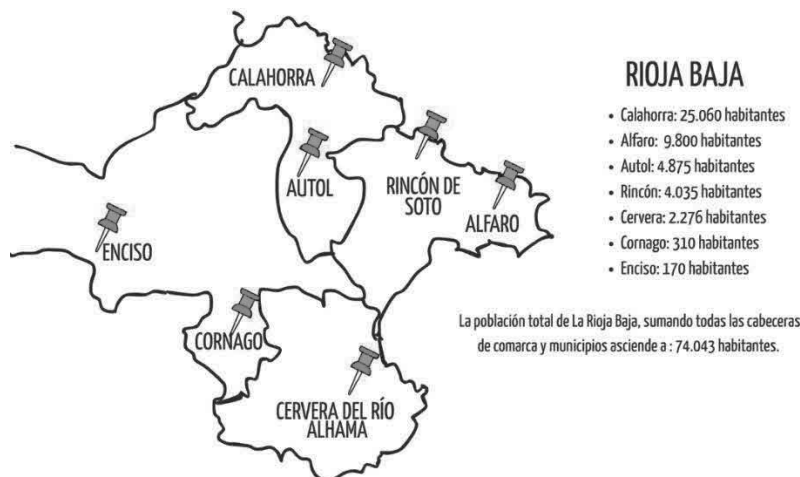 CALAHORRA
AUTOL
RINCÓN DE
SOTO
ALFARO
ENCISO
CORNAGO
CERVERA DEL RÍO
ALHAMA
RIOJA BAJA
• Calahorra: 25.060 habitantes
• Alfaro: 9.800 habitantes
• Autol: 4.875 habitantes
• Rincón: 4.035 habitantes
• Cervera: 2.276 habitantes
• Cornago: 310 habitantes
• Enciso: 170 habitantes
La población total de La Rioja Baja, sumando todas las cabeceras
de comarca y municipios asciende a : 74.043 habitantes.